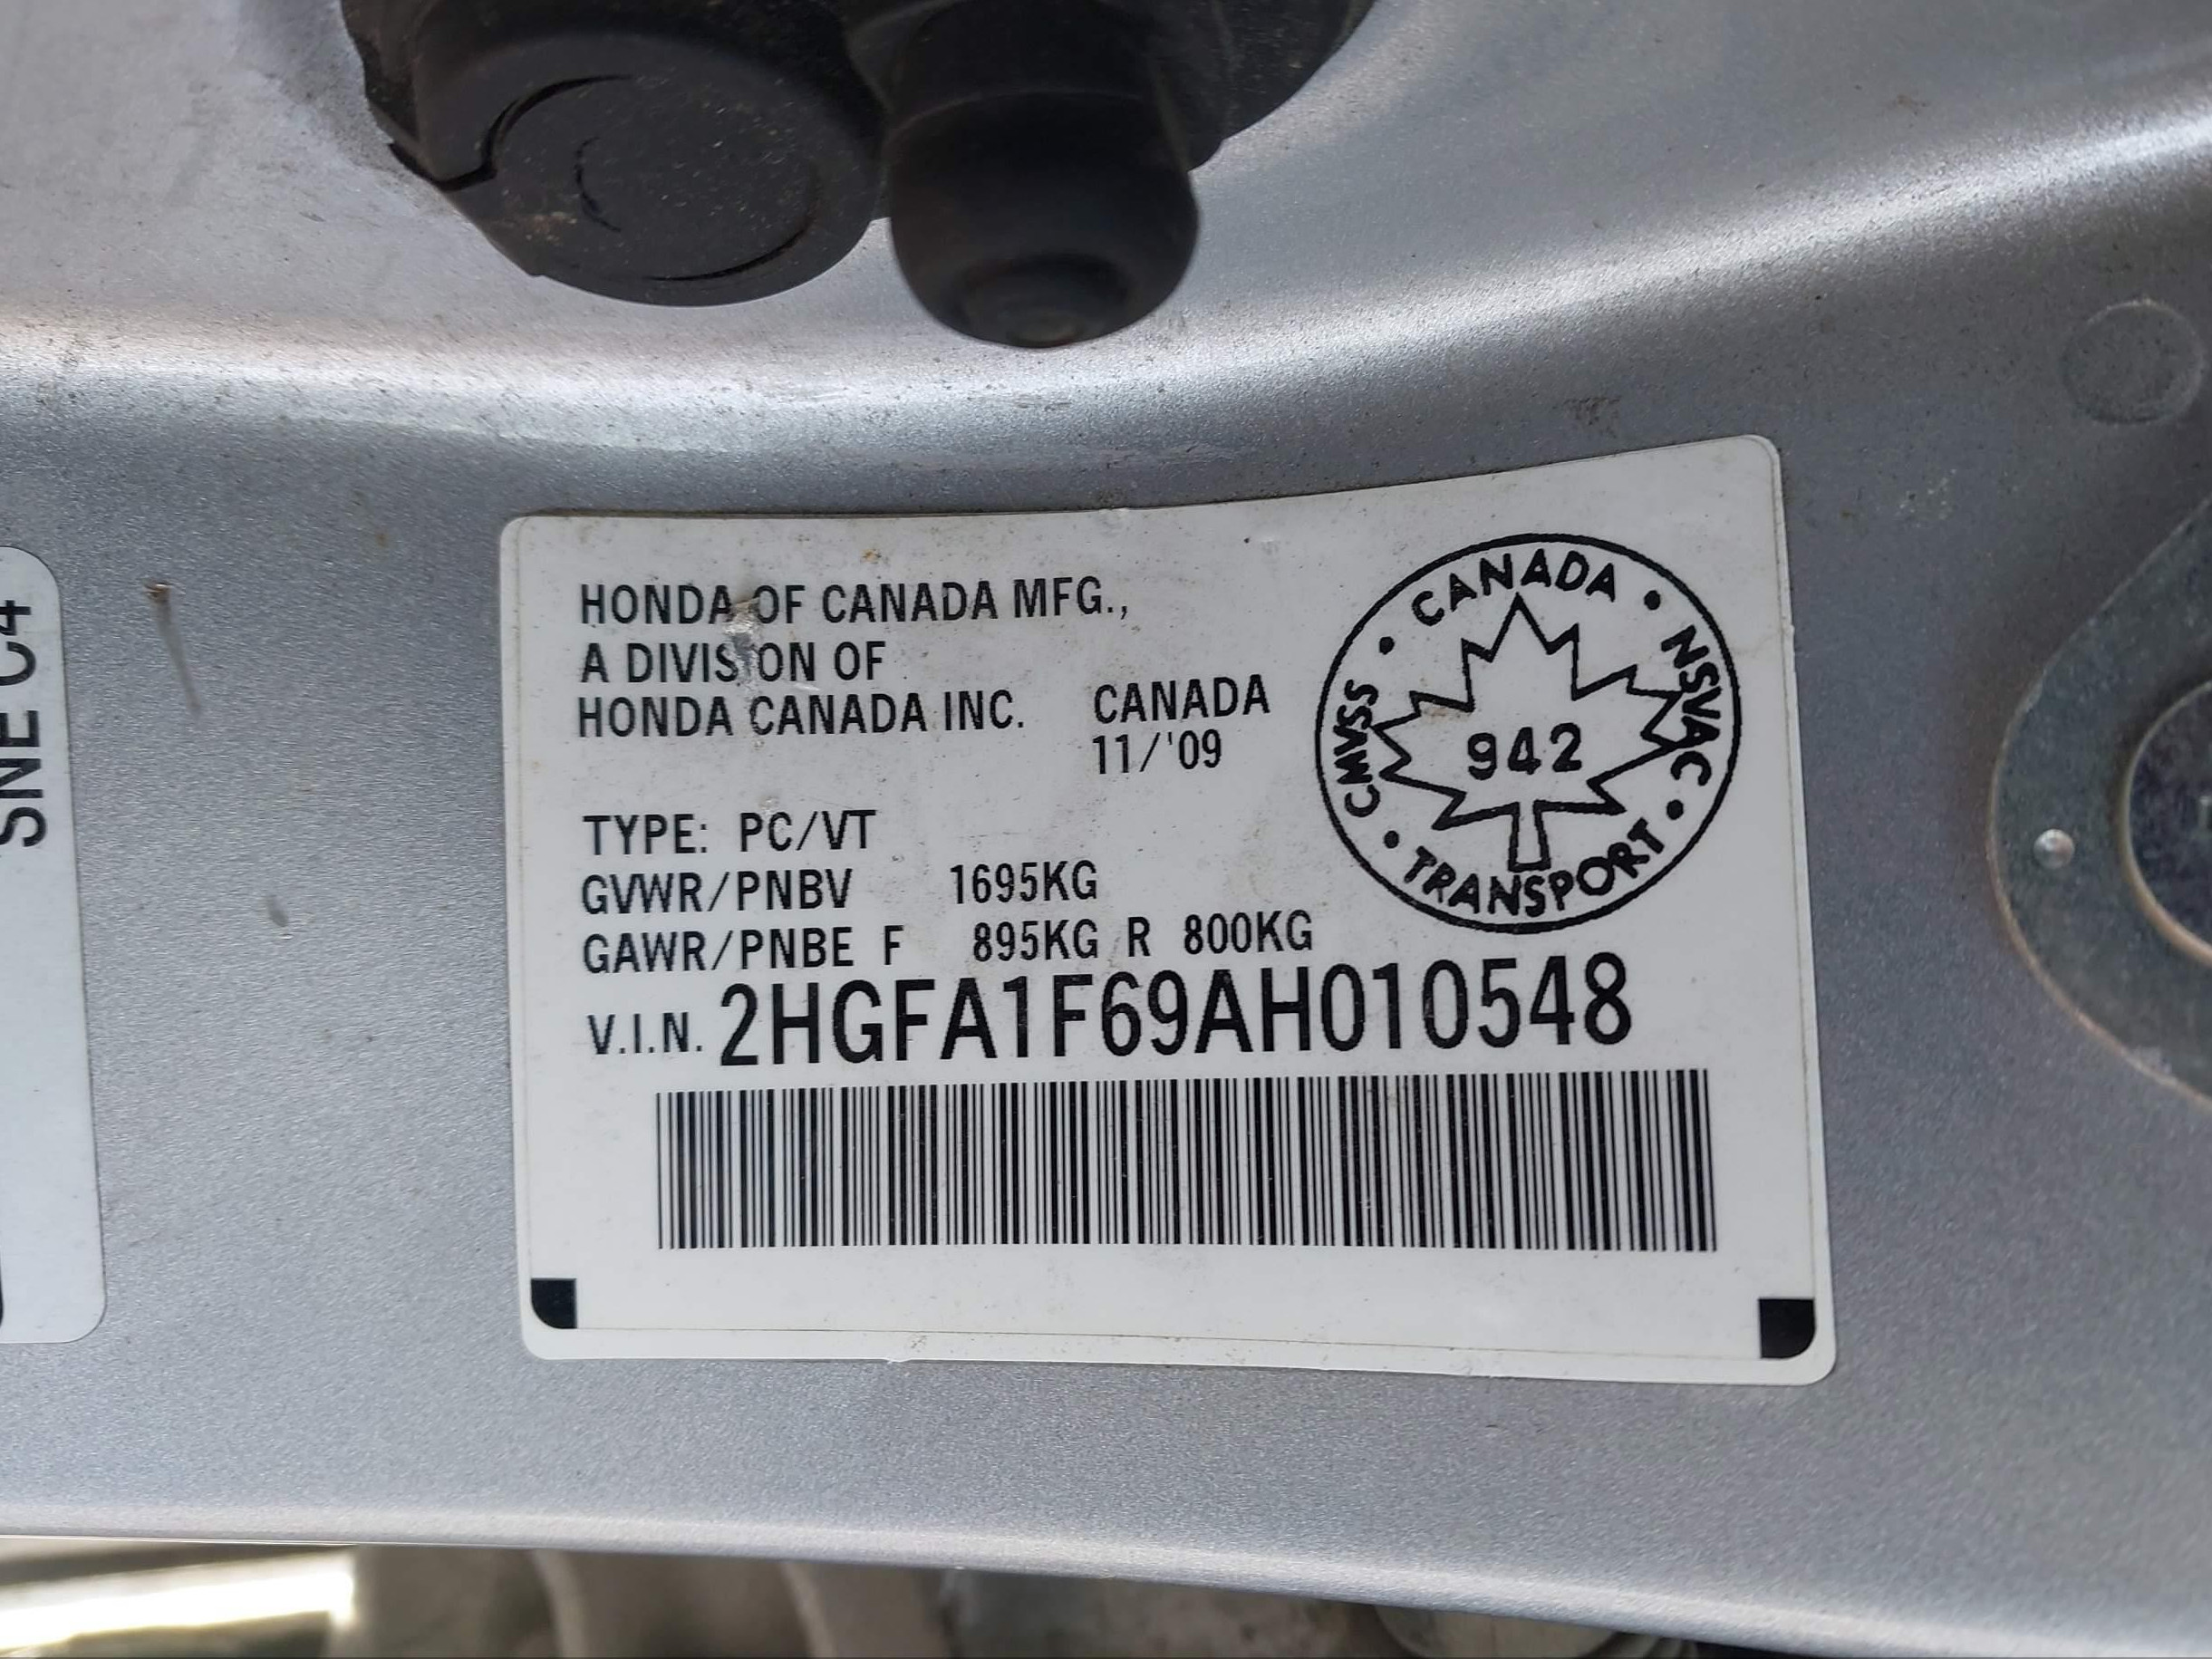 SNE C4
HONDA OF CANADA MFG.,
A DIVISION OF
HONDA CANADA INC. CANADA
11/'09
CANADA • NSVAC • TRANSPORT • CMVSS •
942
TYPE: PC/VT
GVWR/PNBV 1695KG
GAWR/PNBE F 895KG R 800KG
V.I.N. 2HGFA1F69AH010548